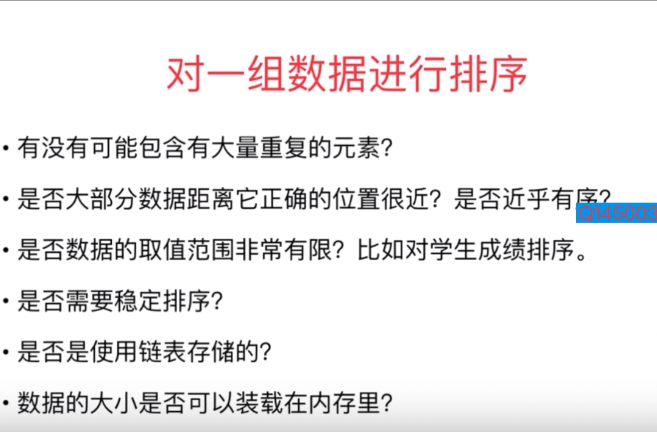 对一组数据进行排序
• 有没有可能包含有大量重复的元素？
• 是否大部分数据距离它正确的位置很近？是否近乎有序？
Q145003
• 是否数据的取值范围非常有限？比如对学生成绩排序。
• 是否需要稳定排序？
• 是否是使用链表存储的？
• 数据的大小是否可以装载在内存里？